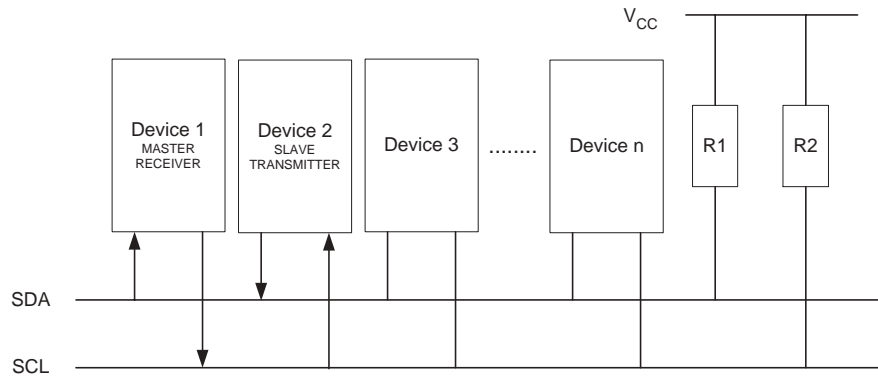 VCC
Device 1
MASTER
RECEIVER
Device 2
SLAVE
TRANSMITTER
Device 3
........
Device n
R1
R2
SDA
SCL